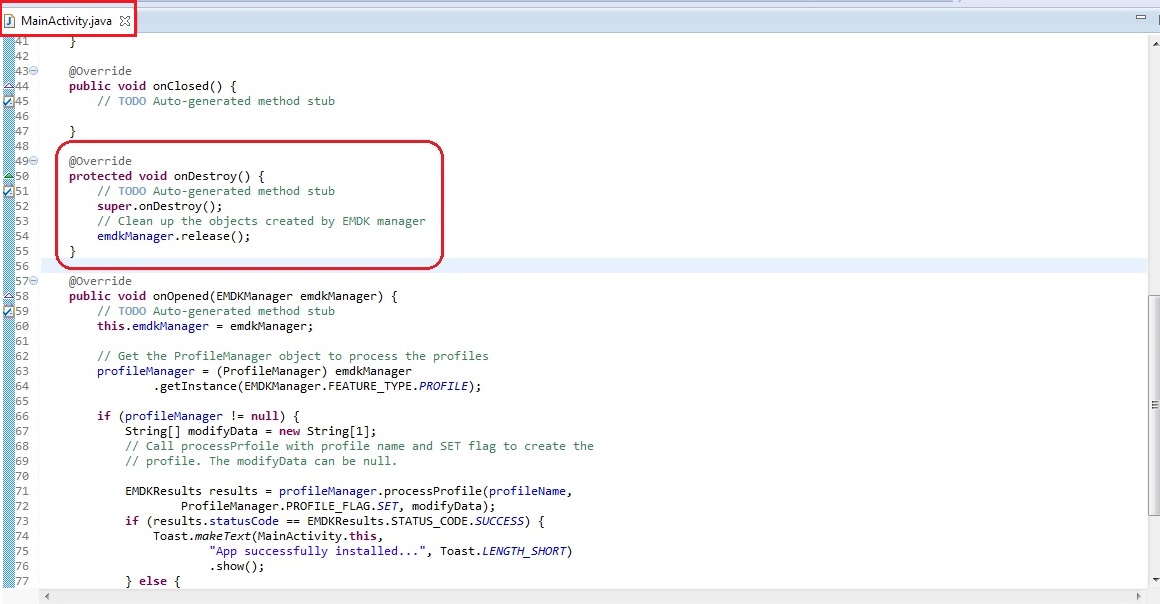 MainActivity.java
41 }
42
43 @Override
44 public void onClosed() {
45 // TODO Auto-generated method stub
46
47 }
48
49 @Override
50 protected void onDestroy() {
51 // TODO Auto-generated method stub
52 super.onDestroy();
53 // Clean up the objects created by EMDK manager
54 emdkManager.release();
55 }
56
57 @Override
58 public void onOpened(EMDKManager emdkManager) {
59 // TODO Auto-generated method stub
60 this.emdkManager = emdkManager;
61
62 // Get the ProfileManager object to process the profiles
63 profileManager = (ProfileManager) emdkManager
64 .getInstance(EMDKManager.FEATURE_TYPE.PROFILE);
65
66 if (profileManager != null) {
67 String[] modifyData = new String[1];
68 // Call processPrfoile with profile name and SET flag to create the
69 // profile. The modifyData can be null.
70
71 EMDKResults results = profileManager.processProfile(profileName,
72 ProfileManager.PROFILE_FLAG.SET, modifyData);
73 if (results.statusCode == EMDKResults.STATUS_CODE.SUCCESS) {
74 Toast.makeText(MainActivity.this,
75 "App successfully installed...", Toast.LENGTH_SHORT)
76 .show();
77 } else {